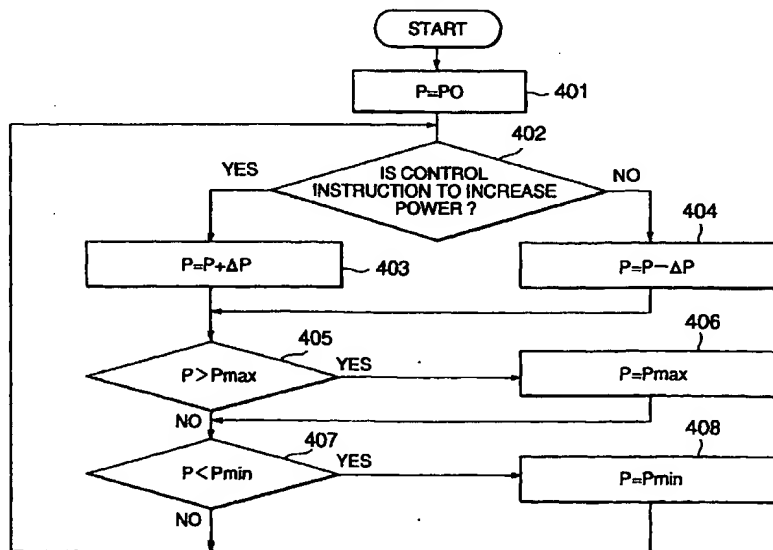 START
P=PO
401
402
IS CONTROL
INSTRUCTION TO INCREASE
POWER ?
YES
NO
P=P+ΔP
403
404
P=P−ΔP
405
P>Pmax
YES
NO
406
P=Pmax
407
P<Pmin
YES
NO
408
P=Pmin